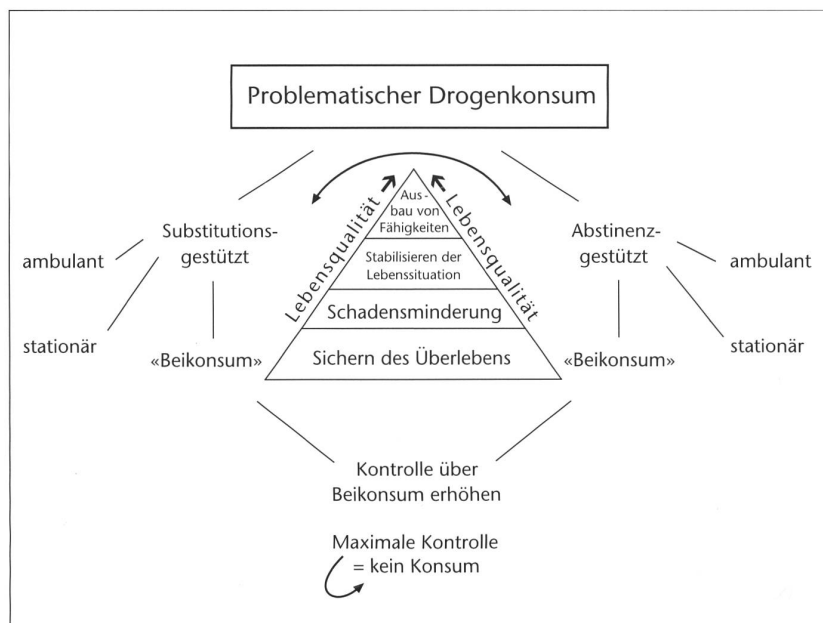 Problematischer Drogenkonsum
Substitutions-
gestützt
ambulant
stationär
«Beikonsum»
Lebensqualität
Aus-
bau von
Fähigkeiten
Stabilisieren der
Lebenssituation
Schadensminderung
Sichern des Überlebens
Lebensqualität
Abstinenz-
gestützt
ambulant
stationär
«Beikonsum»
Kontrolle über
Beikonsum erhöhen
Maximale Kontrolle
= kein Konsum